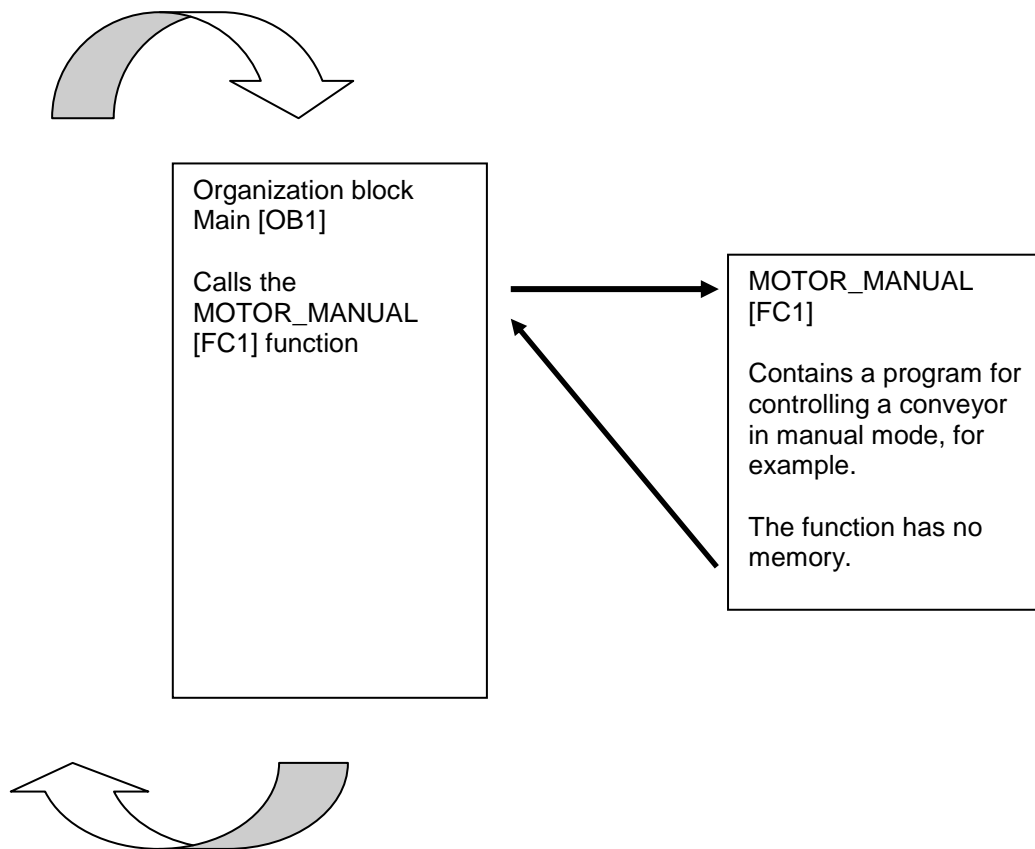 Organization block
Main [OB1]
Calls the
MOTOR_MANUAL
[FC1] function
MOTOR_MANUAL
[FC1]
Contains a program for
controlling a conveyor
in manual mode, for
example.
The function has no
memory.